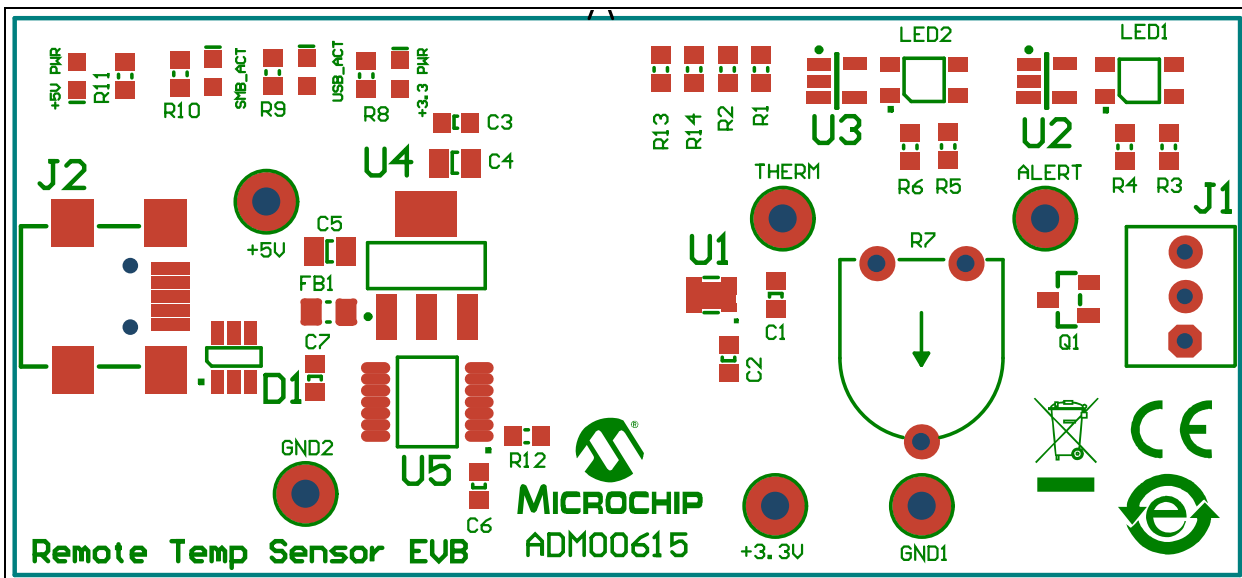 +5V PWR
R11
R10
SMB_ACT
R9
USB_ACT
R8
+3.3 PWR
C3
C4
U4
R13
R14
R2
R1
U3
LED2
R6
R5
U2
LED1
R4
R3
J2
+5V
C5
FB1
C7
D1
GND2
U5
R12
C6
THERM
U1
C1
C2
R7
ALERT
J1
Q1
CE
e
®
MICROCHIP
ADM00615
+3.3V
GND1
Remote Temp Sensor EVB